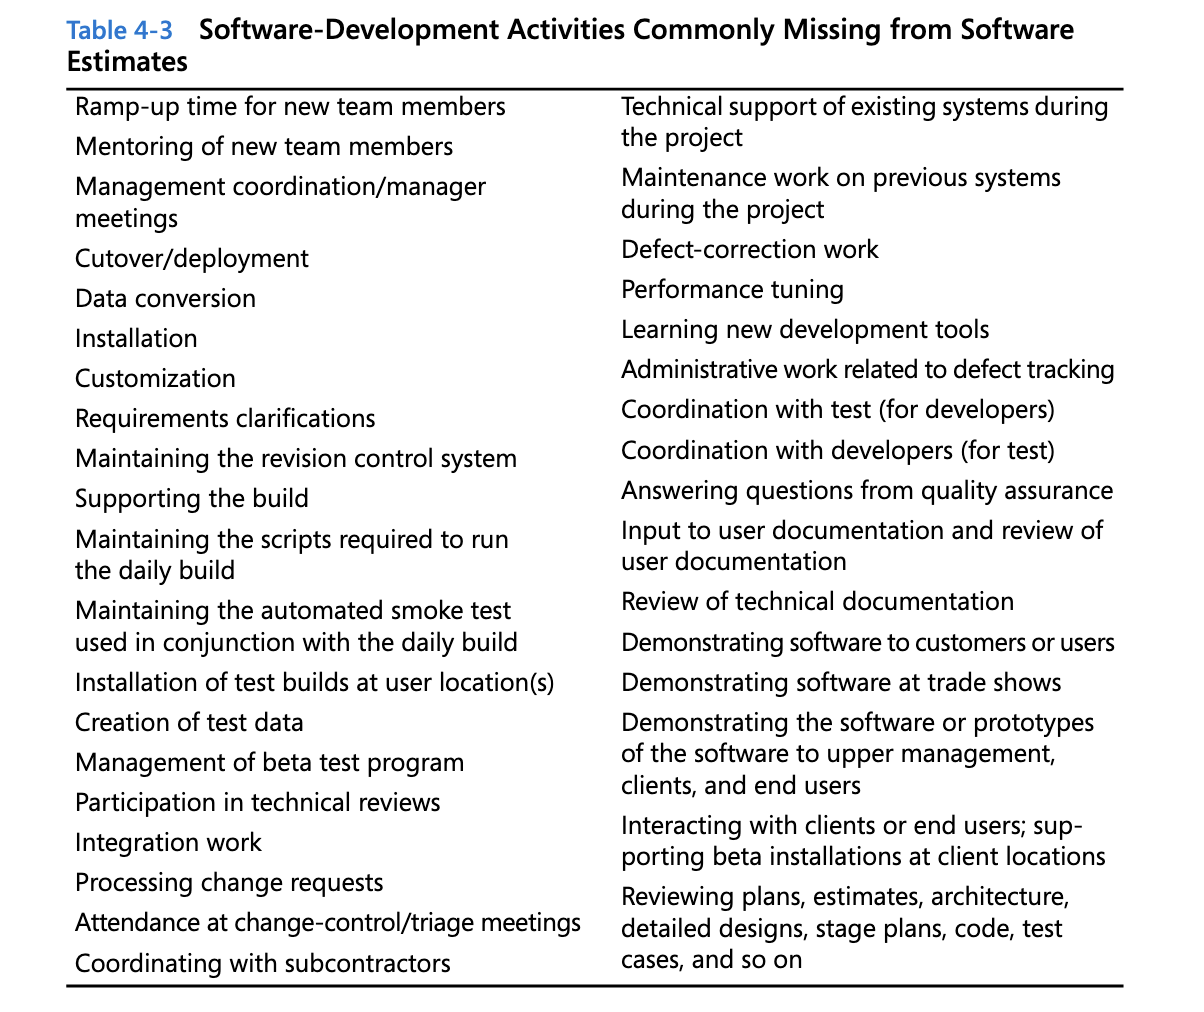 Table 4-3 Software-Development Activities Commonly Missing from Software
Estimates
Ramp-up time for new team members
Mentoring of new team members
Management coordination/manager
meetings
Cutover/deployment
Data conversion
Installation
Customization
Requirements clarifications
Maintaining the revision control system
Supporting the build
Maintaining the scripts required to run
the daily build
Maintaining the automated smoke test
used in conjunction with the daily build
Installation of test builds at user location(s)
Creation of test data
Management of beta test program
Participation in technical reviews
Integration work
Processing change requests
Attendance at change-control/triage meetings
Coordinating with subcontractors
Technical support of existing systems during
the project
Maintenance work on previous systems
during the project
Defect-correction work
Performance tuning
Learning new development tools
Administrative work related to defect tracking
Coordination with test (for developers)
Coordination with developers (for test)
Answering questions from quality assurance
Input to user documentation and review of
user documentation
Review of technical documentation
Demonstrating software to customers or users
Demonstrating software at trade shows
Demonstrating the software or prototypes
of the software to upper management,
clients, and end users
Interacting with clients or end users; sup-
porting beta installations at client locations
Reviewing plans, estimates, architecture,
detailed designs, stage plans, code, test
cases, and so on